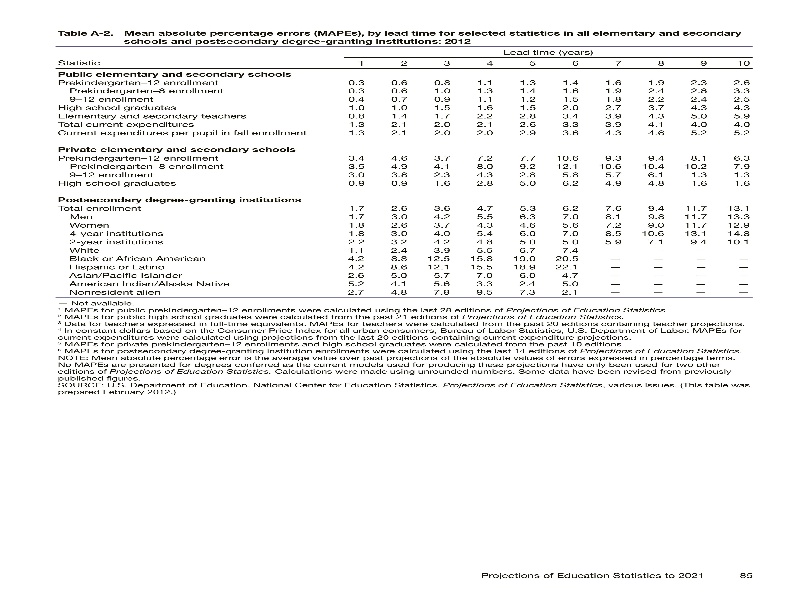 Table A-2. Mean absolute percentage errors (MAPEs), by lead time for selected statistics in all elementary and secondary
schools and postsecondary degree-granting institutions: 2012
Lead time (years)
Statistic 1 2 3 4 5 6 7 8 9 10
Public elementary and secondary schools
Prekindergarten–12 enrollment 0.3 0.6 0.8 1.1 1.3 1.4 1.6 1.9 2.3 2.6
Prekindergarten–8 enrollment 0.3 0.6 1.0 1.3 1.4 1.6 1.9 2.4 2.8 3.3
9–12 enrollment 0.4 0.7 0.9 1.1 1.2 1.5 1.8 2.2 2.4 2.5
High school graduates 1.0 1.0 1.5 1.6 1.5 2.0 2.7 3.7 4.3 4.3
Elementary and secondary teachers 0.8 1.4 1.7 2.2 2.8 3.4 3.9 4.3 5.0 5.9
Total current expenditures 1.3 2.1 2.0 2.1 2.6 3.3 3.9 4.1 4.0 4.0
Current expenditures per pupil in fall enrollment 1.3 2.1 2.0 2.0 2.9 3.6 4.3 4.6 5.2 5.2
Private elementary and secondary schools
Prekindergarten–12 enrollment 3.4 4.6 3.7 7.2 7.7 10.6 9.3 9.4 8.1 6.3
Prekindergarten–8 enrollment 3.5 4.9 4.1 8.0 9.2 12.1 10.6 10.4 10.2 7.9
9–12 enrollment 3.0 3.6 2.3 4.3 2.8 5.8 5.7 6.1 1.3 1.3
High school graduates 0.9 0.9 1.6 2.8 5.0 6.2 4.9 4.8 1.6 1.6
Postsecondary degree-granting institutions
Total enrollment 1.7 2.6 3.6 4.7 5.3 6.2 7.6 9.4 11.7 13.1
Men 1.7 3.0 4.2 5.5 6.3 7.0 8.1 9.8 11.7 13.3
Women 1.8 2.6 3.7 4.3 4.6 5.6 7.2 9.0 11.7 12.9
4-year institutions 1.8 3.0 4.0 5.4 6.0 7.0 8.5 10.6 13.1 14.8
2-year institutions 2.2 3.2 4.2 4.8 5.0 5.0 5.9 7.1 9.4 10.1
White 1.1 2.4 3.9 5.5 6.7 7.4
Black or African American 4.2 8.8 12.5 15.8 19.0 20.5 — — — —
Hispanic or Latino 4.2 8.6 12.1 15.5 18.9 22.1 — — — —
Asian/Pacific Islander 2.6 5.0 5.7 7.0 6.0 4.7 — — — —
American Indian/Alaska Native 5.2 4.1 5.6 3.3 2.4 5.0 — — — —
Nonresident alien 2.7 4.8 7.8 9.5 7.3 2.1 — — — —
— Not available.
MAPEs for public prekindergarten–12 enrollments were calculated using the last 28 editions of Projections of Education Statistics.
MAPEs for public high school graduates were calculated from the past 21 editions of Projections of Education Statistics.
Data for teachers expressed in full-time equivalents. MAPEs for teachers were calculated from the past 20 editions containing teacher projections.
In constant dollars based on the Consumer Price Index for all urban consumers, Bureau of Labor Statistics, U.S. Department of Labor. MAPEs for
current expenditures were calculated using projections from the last 20 editions containing current expenditure projections.
MAPEs for private prekindergarten–12 enrollments and high school graduates were calculated from the past 10 editions.
MAPEs for postsecondary degree-granting institution enrollments were calculated using the last 14 editions of Projections of Education Statistics.
NOTE: Mean absolute percentage error is the average value over past projections of the absolute values of errors expressed in percentage terms.
No MAPEs are presented for degrees conferred as the current models used for producing these projections have only been used for two other
editions of Projections of Education Statistics. Calculations were made using unrounded numbers. Some data have been revised from previously
published figures.
SOURCE: U.S. Department of Education, National Center for Education Statistics, Projections of Education Statistics, various issues. (This table was
prepared February 2012.)
Projections of Education Statistics to 2021 85